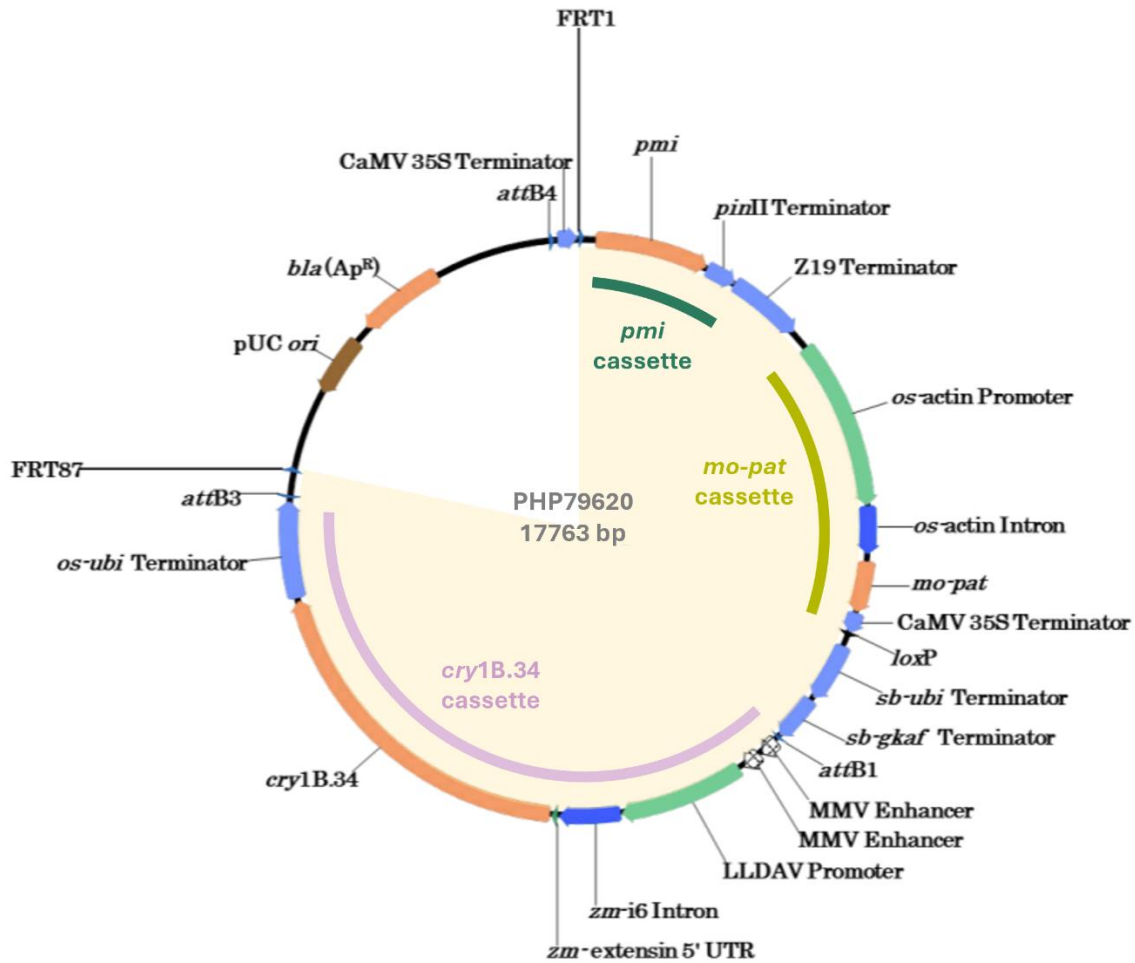 FRT1
pmi
CaMV 35S Terminator
attB4
pinII Terminator
Z19 Terminator
bla (ApR)
pUC ori
pmi
cassette
os-actin Promoter
mo-pat
cassette
FRT87
attB3
PHP79620
17763 bp
os-actin Intron
os-ubi Terminator
mo-pat
CaMV 35S Terminator
loxP
cry1B.34
cassette
sb-ubi Terminator
sb-gkaf Terminator
attB1
cry1B.34
MMV Enhancer
MMV Enhancer
LLDAV Promoter
zm-i6 Intron
zm-extensin 5' UTR